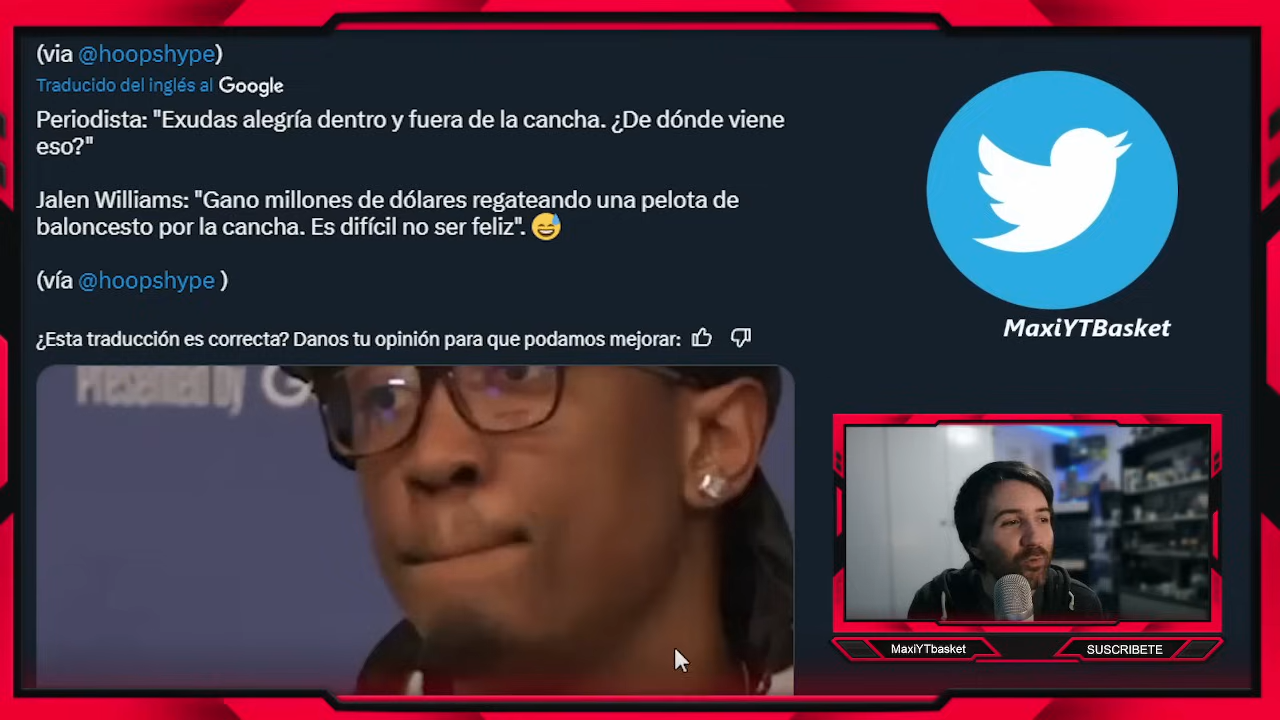 (via @hoopshype)
Traducido del inglés al Google
Periodista: "Exudas alegría dentro y fuera de la cancha. ¿De dónde viene
eso?"
Jalen Williams: "Gano millones de dólares regateando una pelota de
baloncesto por la cancha. Es difícil no ser feliz". 😅
(vía @hoopshype )
¿Esta traducción es correcta? Danos tu opinión para que podamos mejorar:
Presented by G
MaxiYTBasket
MaxiYTbasket
SUSCRIBETE